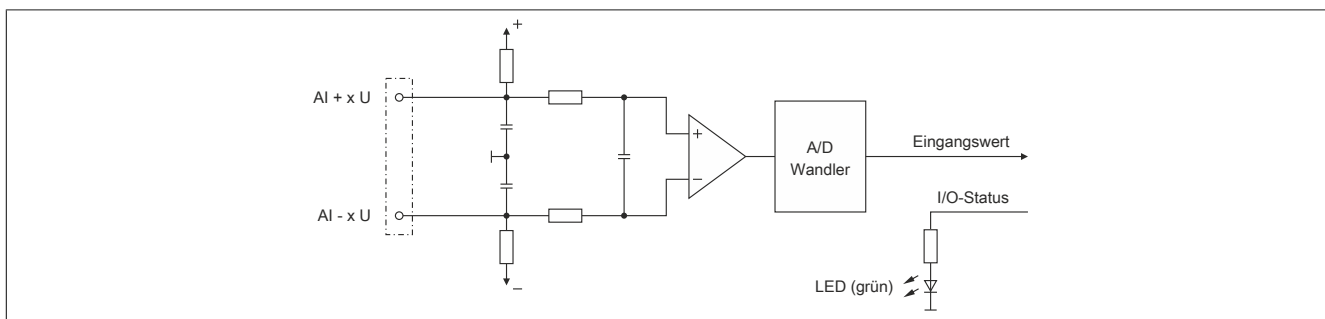 +
AI + x U
+
A/D
Wandler
Eingangswert
−
AI - x U
I/O-Status
LED (grün)
−